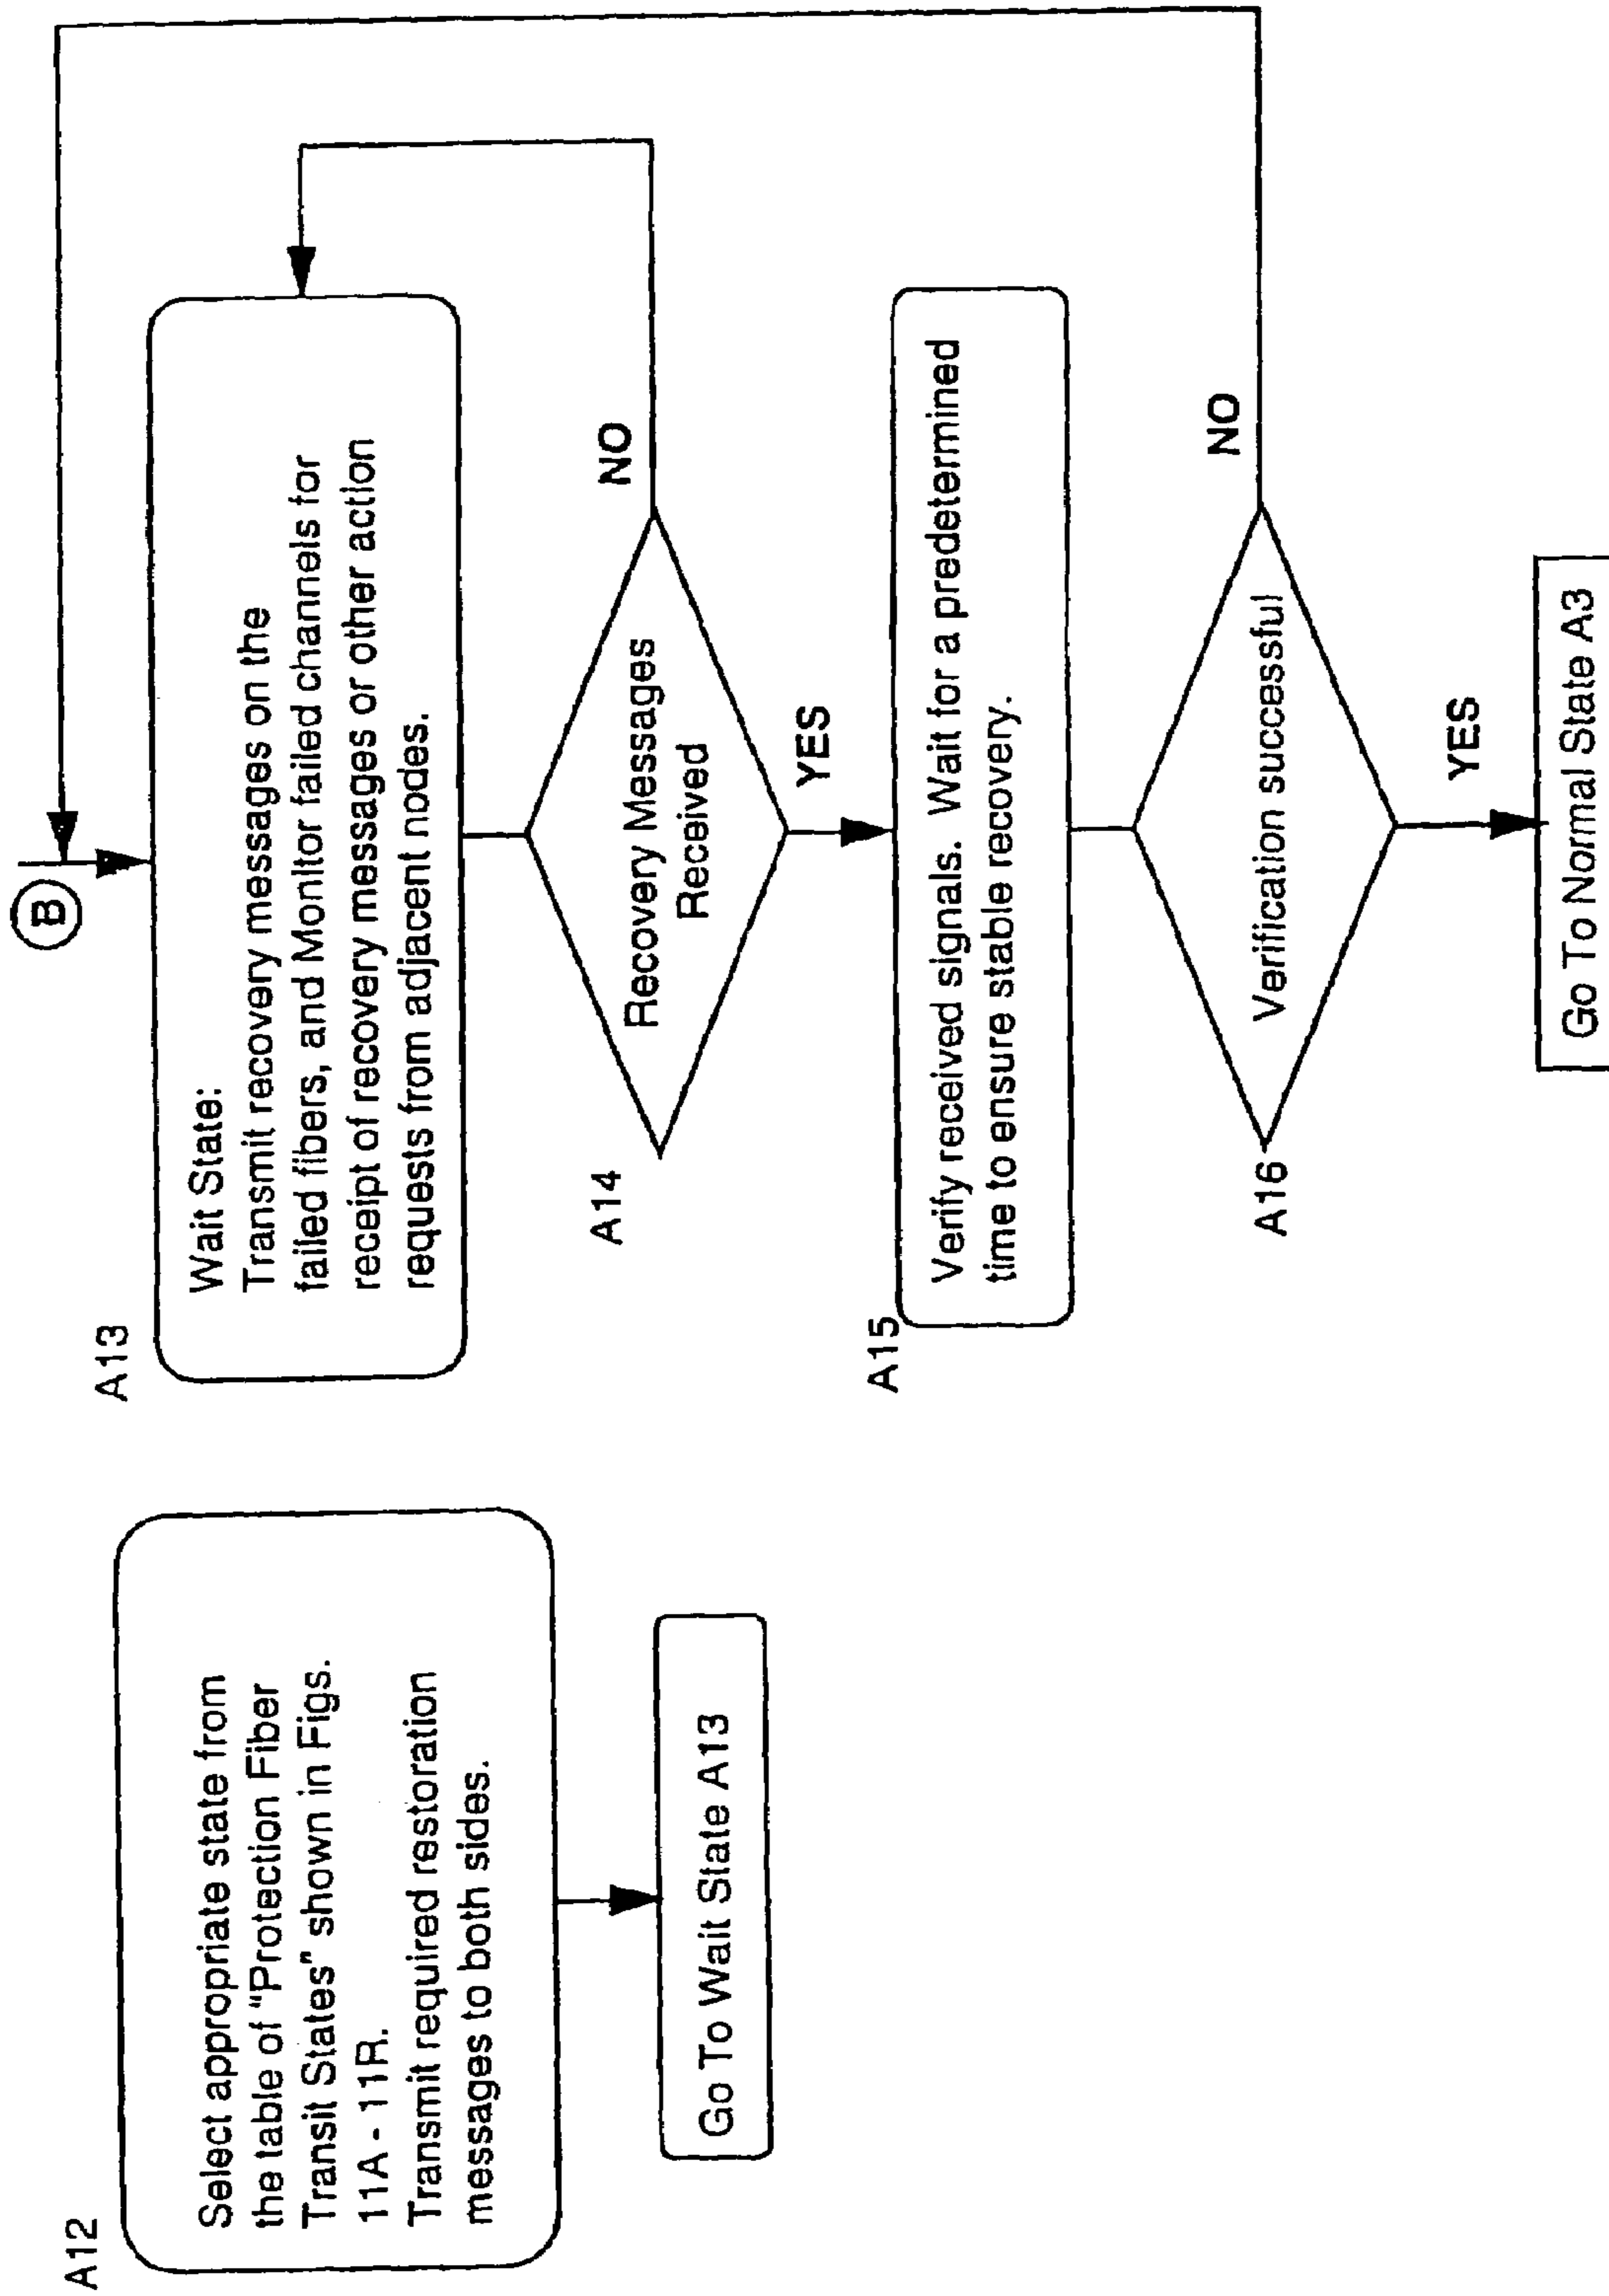 A12
Select appropriate state from
the table of "Protection Fiber
Transit States" shown in Figs.
11A - 11R.
Transmit required restoration
messages to both sides.
Go To Wait State A13
B
A13
Wait State:
Transmit recovery messages on the
failed fibers, and Monitor failed channels for
receipt of recovery messages or other action
requests from adjacent nodes.
A14
Recovery Messages
Received
NO
YES
A15
Verify received signals. Wait for a predetermined
time to ensure stable recovery.
A16
Verification successful
NO
YES
Go To Normal State A3